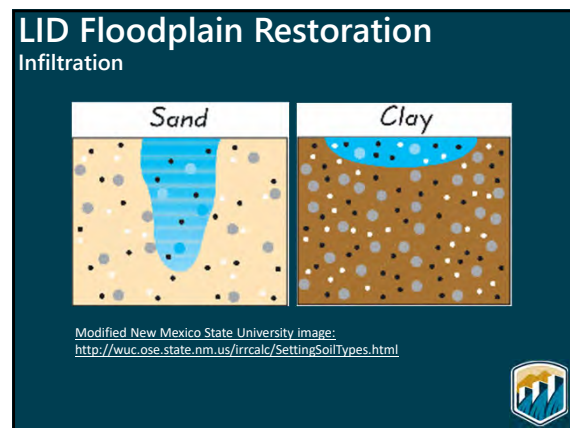 LID Floodplain Restoration
Infiltration
Sand
Clay
Modified New Mexico State University image:
http://wuc.ose.state.nm.us/irrcalc/SettingSoilTypes.html